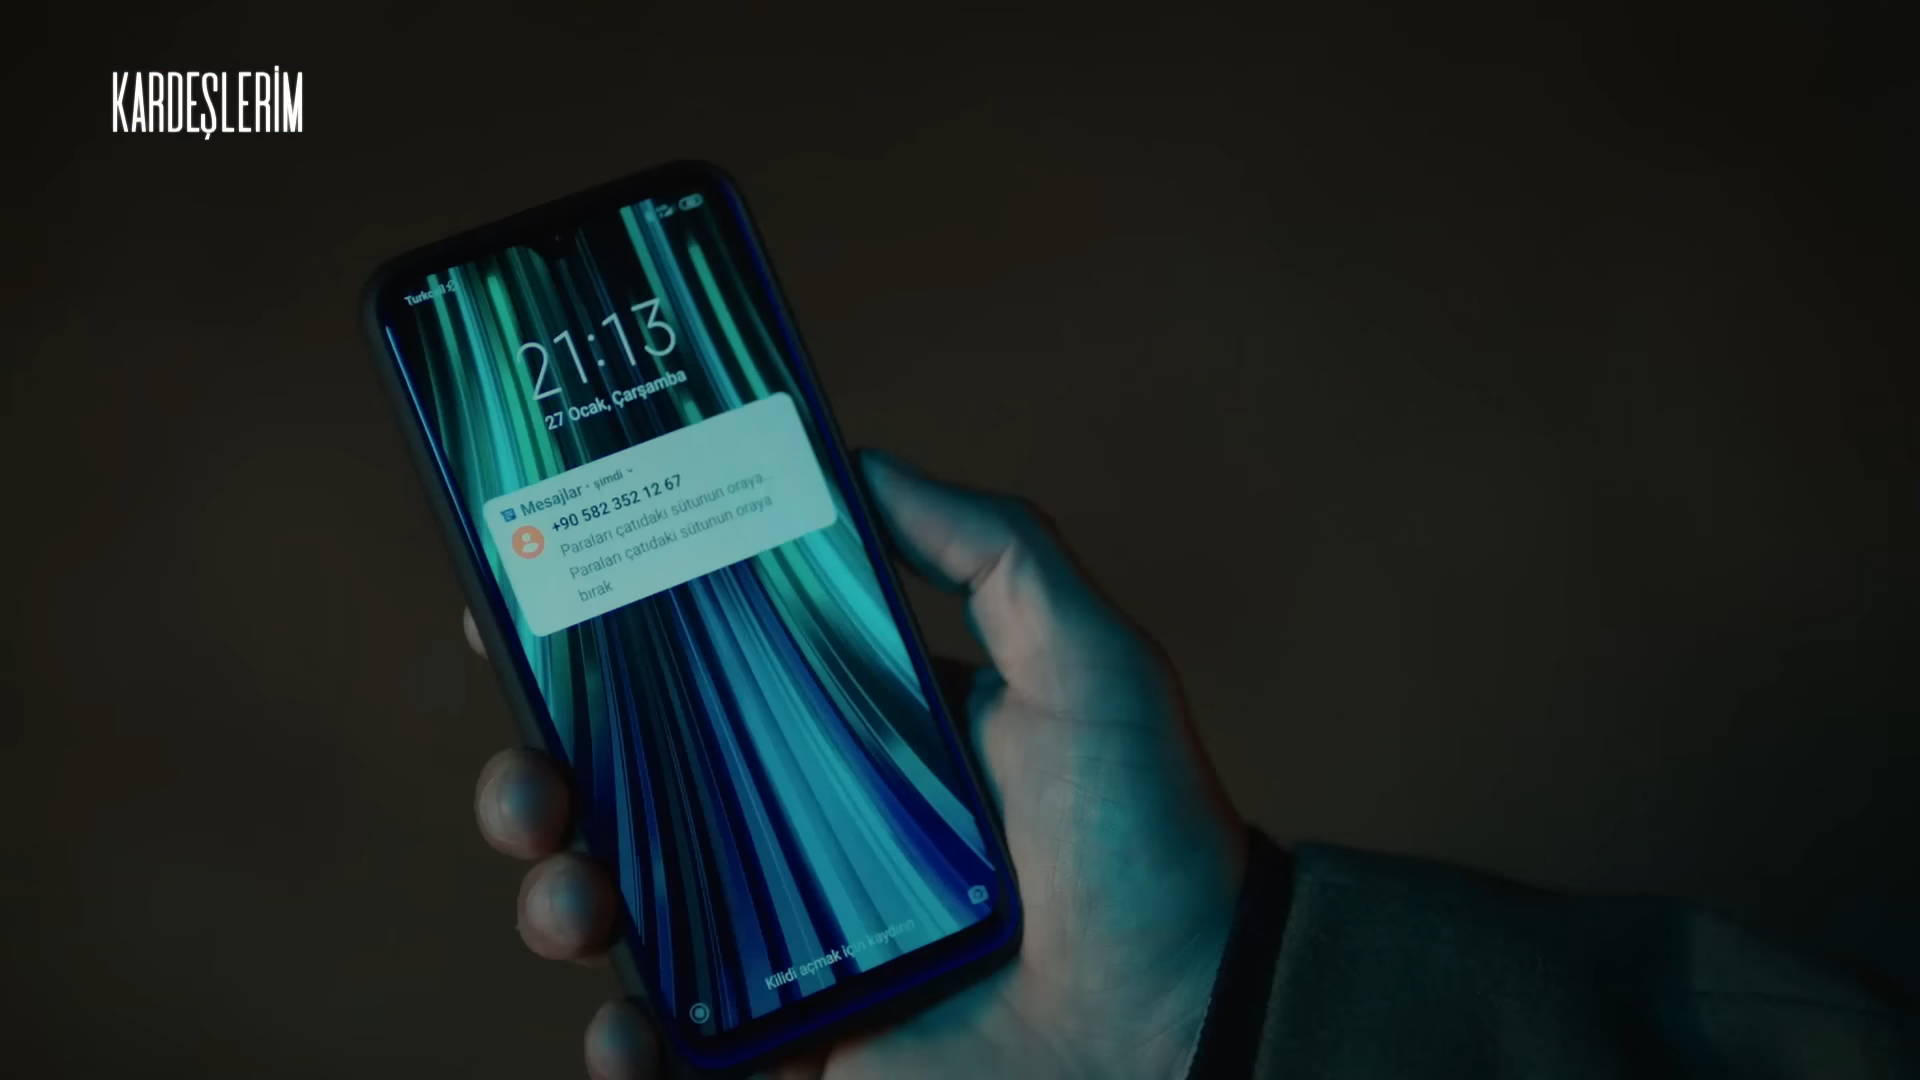 KARDEŞLERİM
Turkcell
21:13
27 Ocak, Çarşamba
Mesajlar · şimdi
+90 582 352 12 67
Paraları çatıdaki sütunun oraya...
Paraları çatıdaki sütunun oraya
bırak
Kilidi açmak için kaydırın